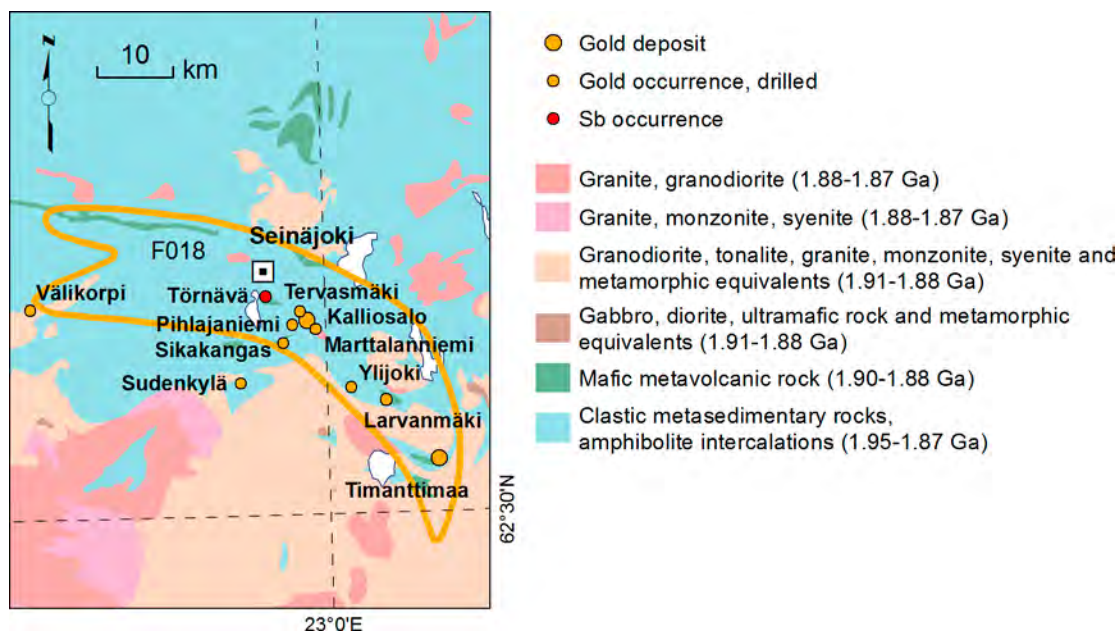 z
10
km
F018
Seinäjoki
Välikorpi
Törnävä
Tervasmäki
Pihlajaniemi
Kalliosalo
Sikakangas
Marttalanniemi
Sudenkylä
Ylijoki
Larvanmäki
Timanttimaa
62°30'N
23°0'E
Gold deposit
Gold occurrence, drilled
Sb occurrence
Granite, granodiorite (1.88-1.87 Ga)
Granite, monzonite, syenite (1.88-1.87 Ga)
Granodiorite, tonalite, granite, monzonite, syenite and
metamorphic equivalents (1.91-1.88 Ga)
Gabbro, diorite, ultramafic rock and metamorphic
equivalents (1.91-1.88 Ga)
Mafic metavolcanic rock (1.90-1.88 Ga)
Clastic metasedimentary rocks,
amphibolite intercalations (1.95-1.87 Ga)